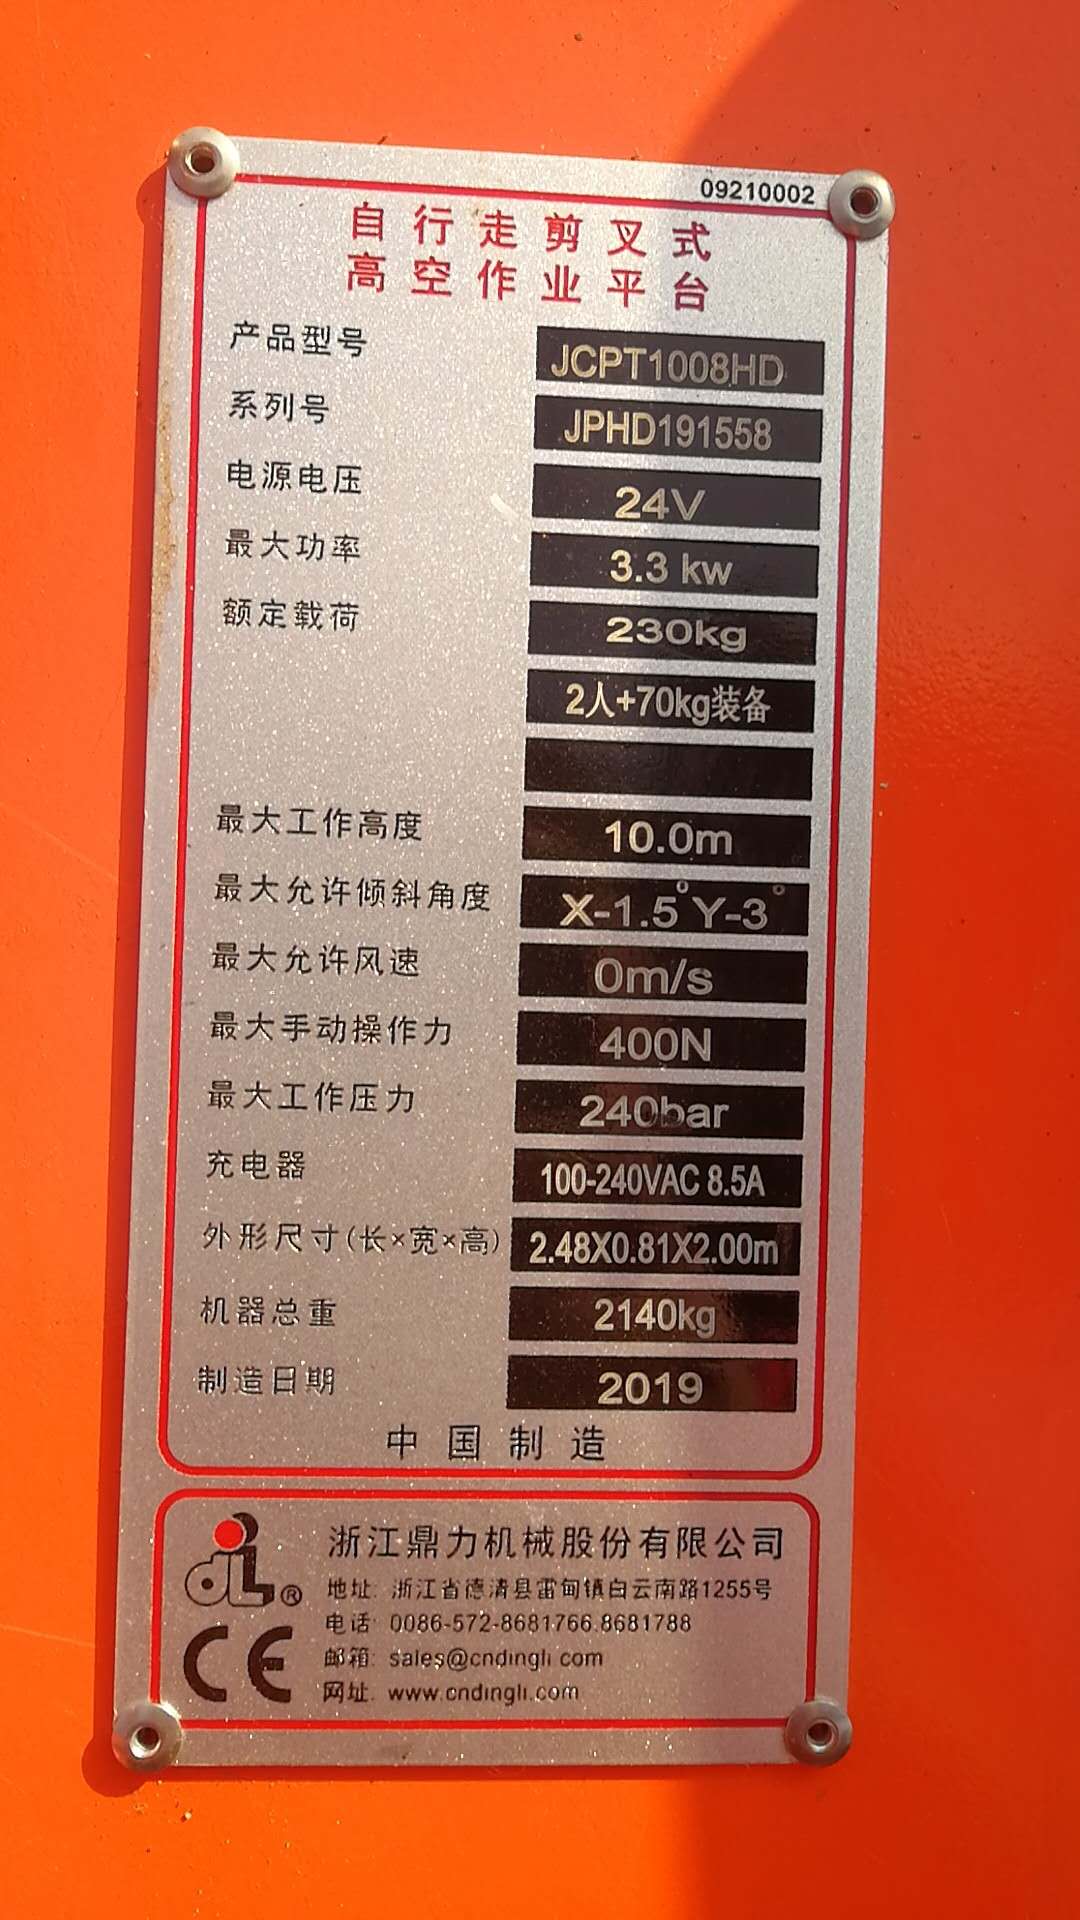 09210002
自行走剪叉式
高空作业平台
产品型号 JCPT1008HD
系列号 JPHD191558
电源电压 24V
最大功率 3.3 kw
额定载荷 230kg
2人+70kg装备
最大工作高度 10.0m
最大允许倾斜角度 X-1.5°Y-3°
最大允许风速 0m/s
最大手动操作力 400N
最大工作压力 240bar
充电器 100-240VAC 8.5A
外形尺寸(长×宽×高) 2.48X0.81X2.00m
机器总重 2140kg
制造日期 2019
中国制造
浙江鼎力机械股份有限公司
地址: 浙江省德清县雷甸镇白云南路1255号
电话: 0086-572-8681766.8681788
邮箱: sales@cndingli.com
网址. www.cndingli.com
dL®
CE